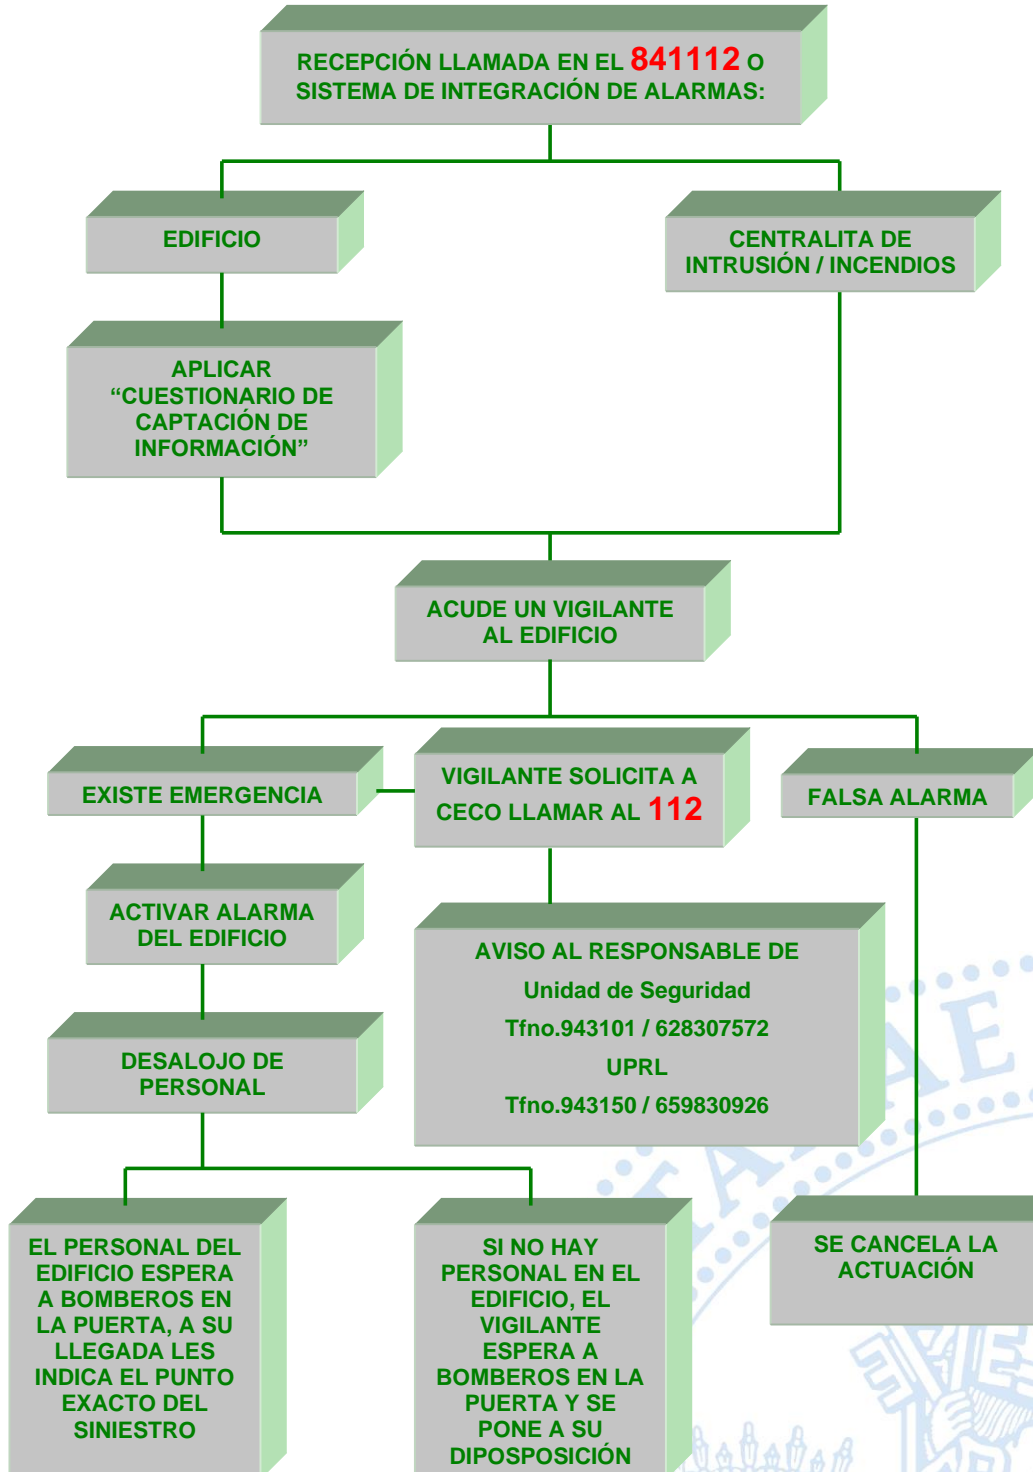 RECEPCIÓN LLAMADA EN EL 841112 O
SISTEMA DE INTEGRACIÓN DE ALARMAS:
EDIFICIO
CENTRALITA DE
INTRUSIÓN / INCENDIOS
APLICAR
“CUESTIONARIO DE
CAPTACIÓN DE
INFORMACIÓN”
ACUDE UN VIGILANTE
AL EDIFICIO
EXISTE EMERGENCIA
VIGILANTE SOLICITA A
CECO LLAMAR AL 112
FALSA ALARMA
ACTIVAR ALARMA
DEL EDIFICIO
AVISO AL RESPONSABLE DE
Unidad de Seguridad
Tfno.943101 / 628307572
UPRL
Tfno.943150 / 659830926
DESALOJO DE
PERSONAL
EL PERSONAL DEL
EDIFICIO ESPERA
A BOMBEROS EN
LA PUERTA, A SU
LLEGADA LES
INDICA EL PUNTO
EXACTO DEL
SINIESTRO
SI NO HAY
PERSONAL EN EL
EDIFICIO, EL
VIGILANTE
ESPERA A
BOMBEROS EN LA
PUERTA Y SE
PONE A SU
DIPOSPOSICIÓN
SE CANCELA LA
ACTUACIÓN